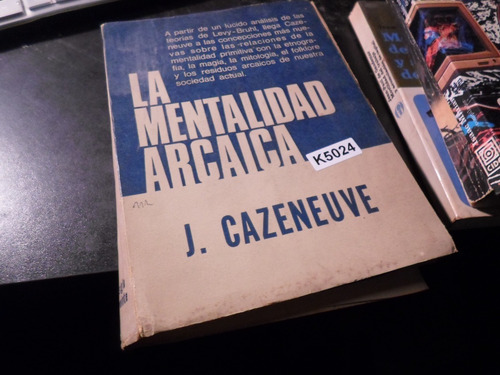 A partir de un lúcido análisis de las
teorías de Levy-Bruhl, llega Caze-
neuve a las concepciones más nue-
vas sobre las relaciones de la
mentalidad primitiva con la etnogra-
fía, la magia, la mitología, el folklore
y los residuos arcaicos de nuestra
sociedad actual.
LA
MENTALIDAD
ARCAICA
K5024
J. CAZENEUVE